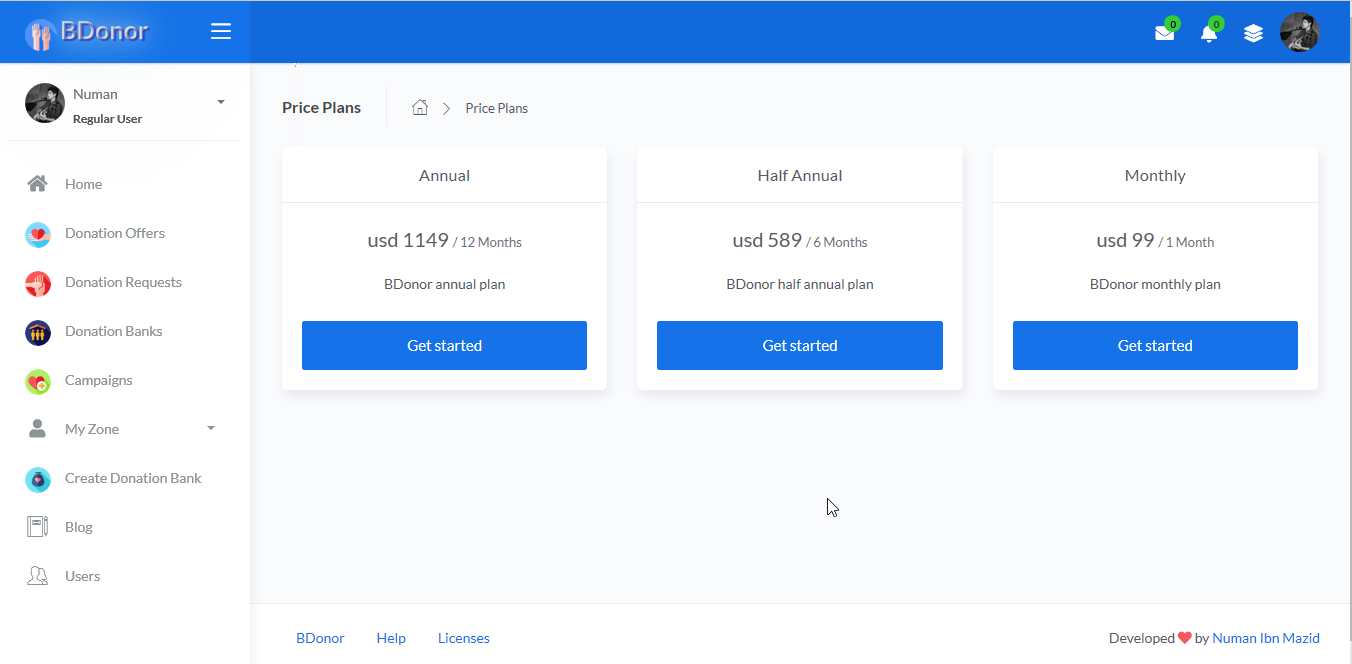 BDonor
0
0
Numan
Regular User
Home
Donation Offers
Donation Requests
Donation Banks
Campaigns
My Zone
Create Donation Bank
Blog
Users
Price Plans
Price Plans
Annual
usd 1149 / 12 Months
BDonor annual plan
Get started
Half Annual
usd 589 / 6 Months
BDonor half annual plan
Get started
Monthly
usd 99 / 1 Month
BDonor monthly plan
Get started
BDonor Help Licenses
Developed ❤ by Numan Ibn Mazid